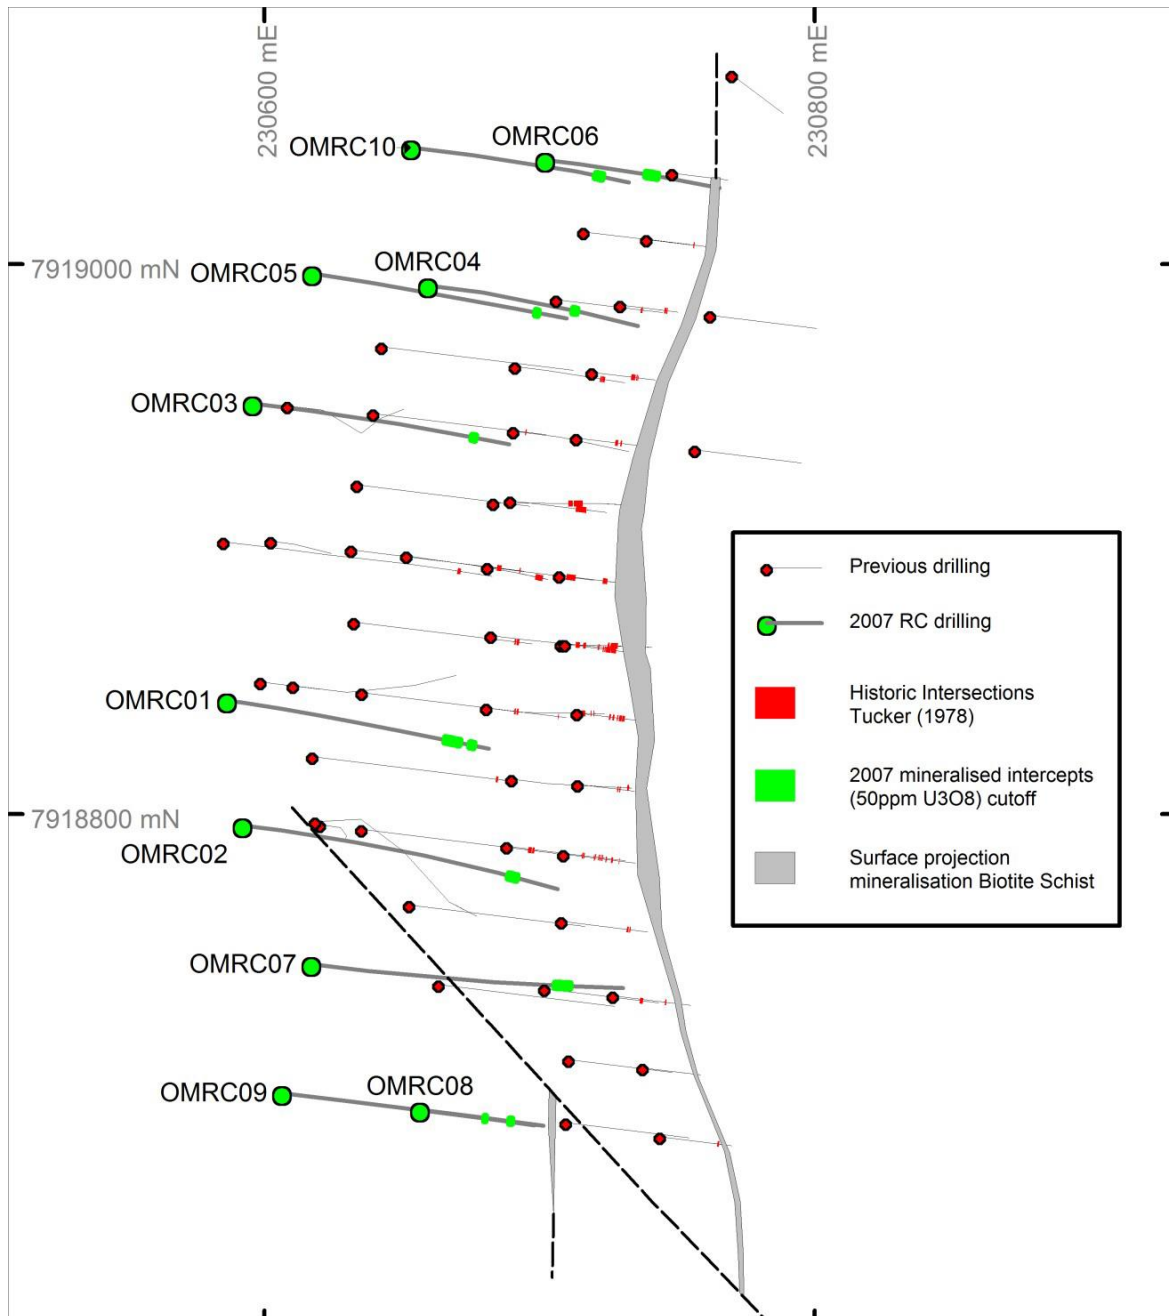 230600 mE
230800 mE
OMRC06
OMRC10
OMRC04
7919000 mN
OMRC05
OMRC03
Previous drilling
2007 RC drilling
Historic Intersections
Tucker (1978)
2007 mineralised intercepts
(50ppm U3O8) cutoff
Surface projection
mineralisation Biotite Schist
OMRC01
7918800 mN
OMRC02
OMRC07
OMRC09
OMRC08